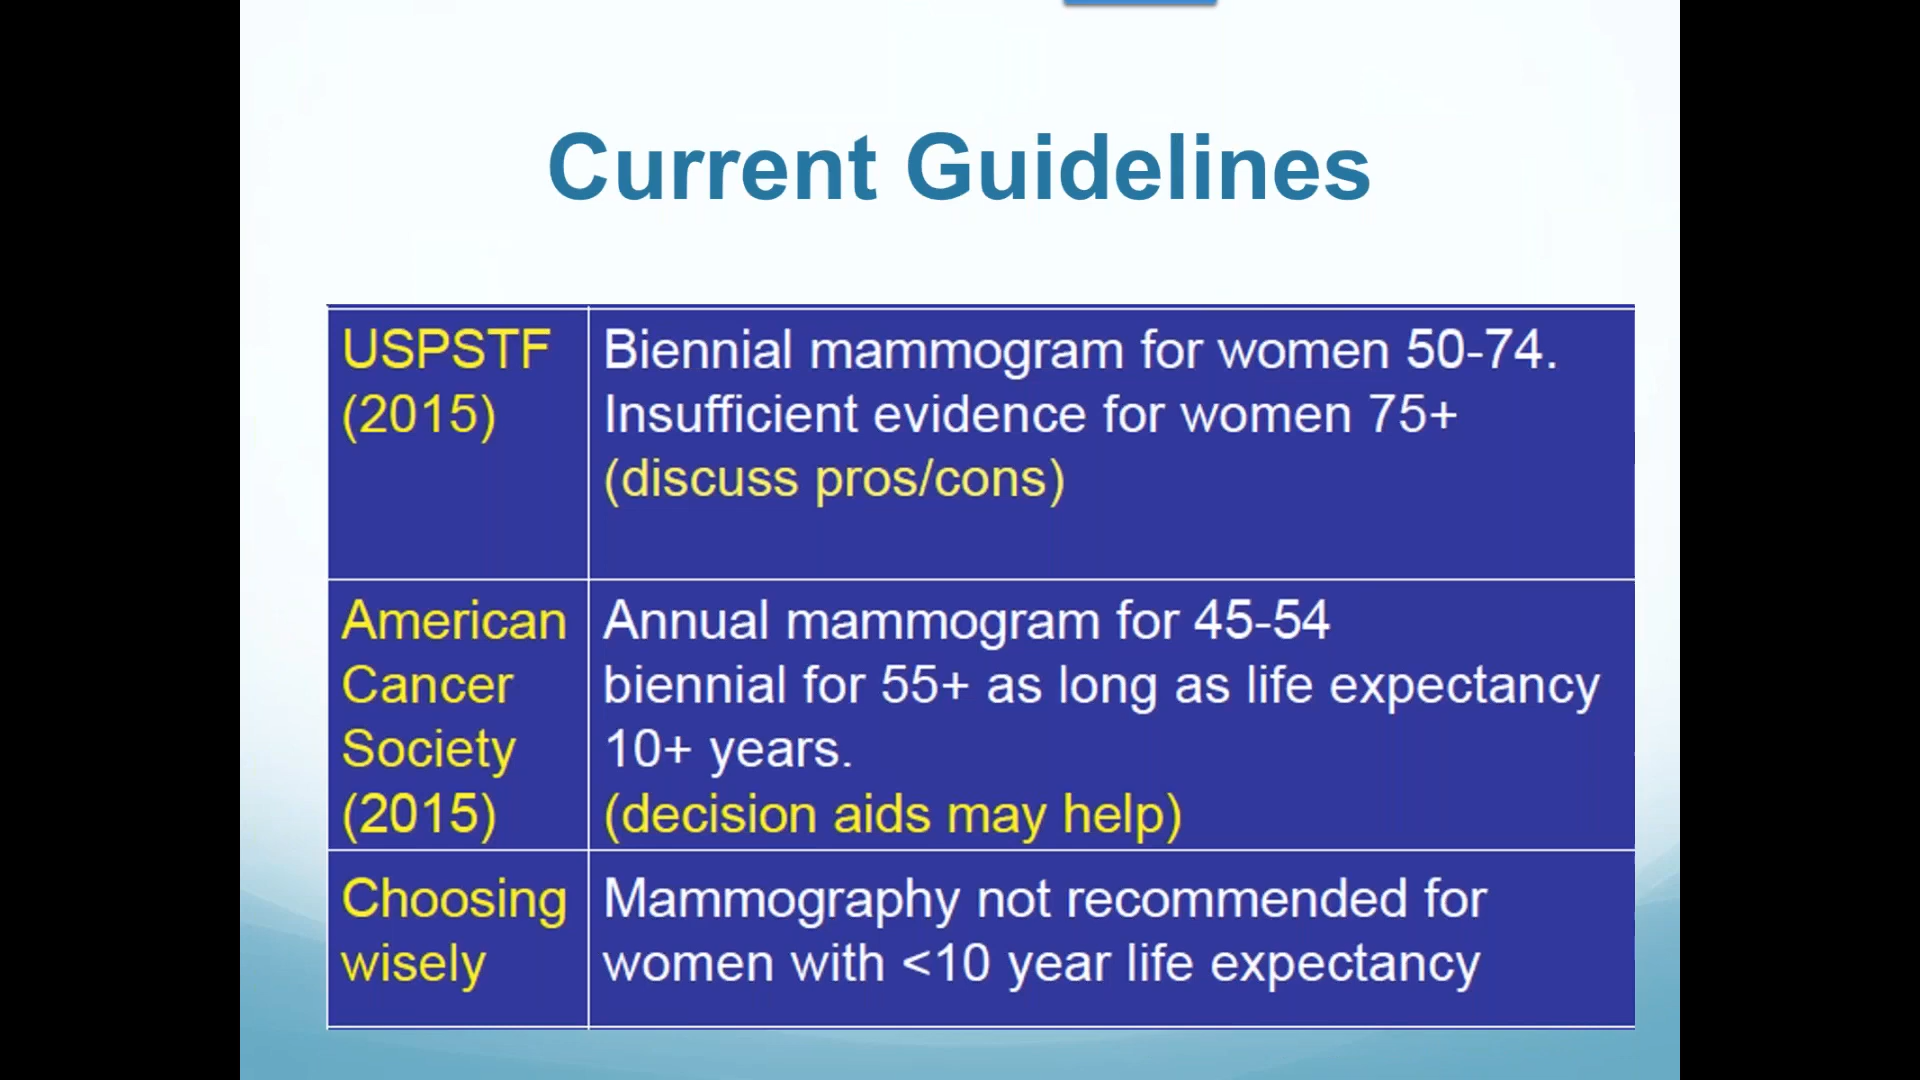 Current Guidelines
USPSTF
(2015)
Biennial mammogram for women 50-74.
Insufficient evidence for women 75+
(discuss pros/cons)
American
Cancer
Society
(2015)
Annual mammogram for 45-54
biennial for 55+ as long as life expectancy
10+ years.
(decision aids may help)
Choosing
wisely
Mammography not recommended for
women with <10 year life expectancy